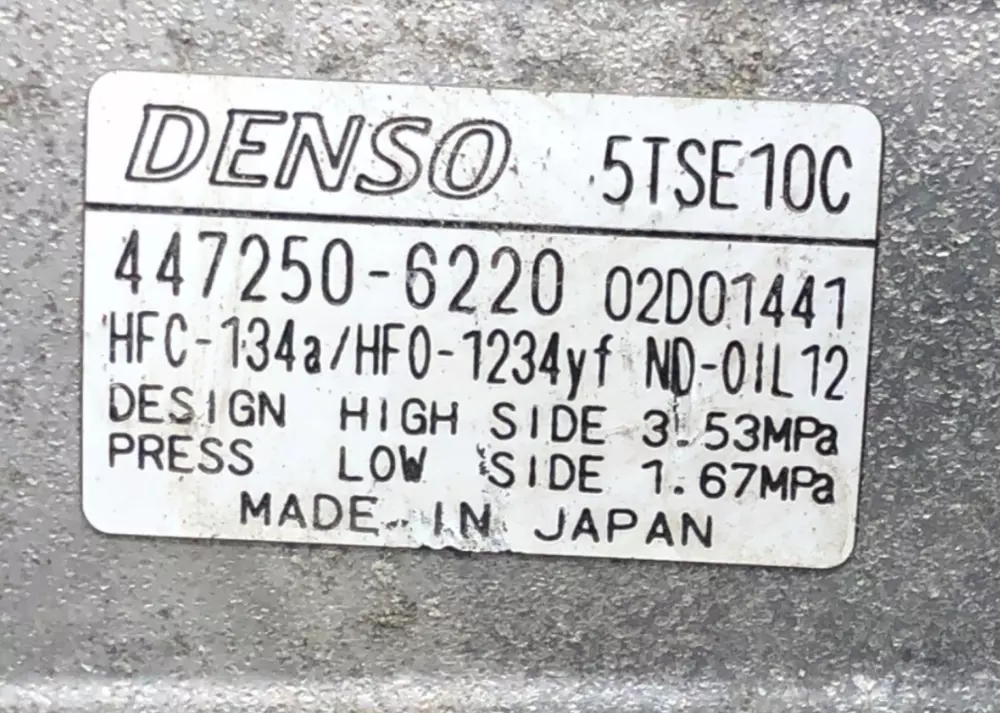 DENSO 5TSE10C
447250-6220 02D01441
HFC-134a/HFO-1234yf ND-OIL12
DESIGN HIGH SIDE 3.53MPa
PRESS LOW SIDE 1.67MPa
MADE IN JAPAN